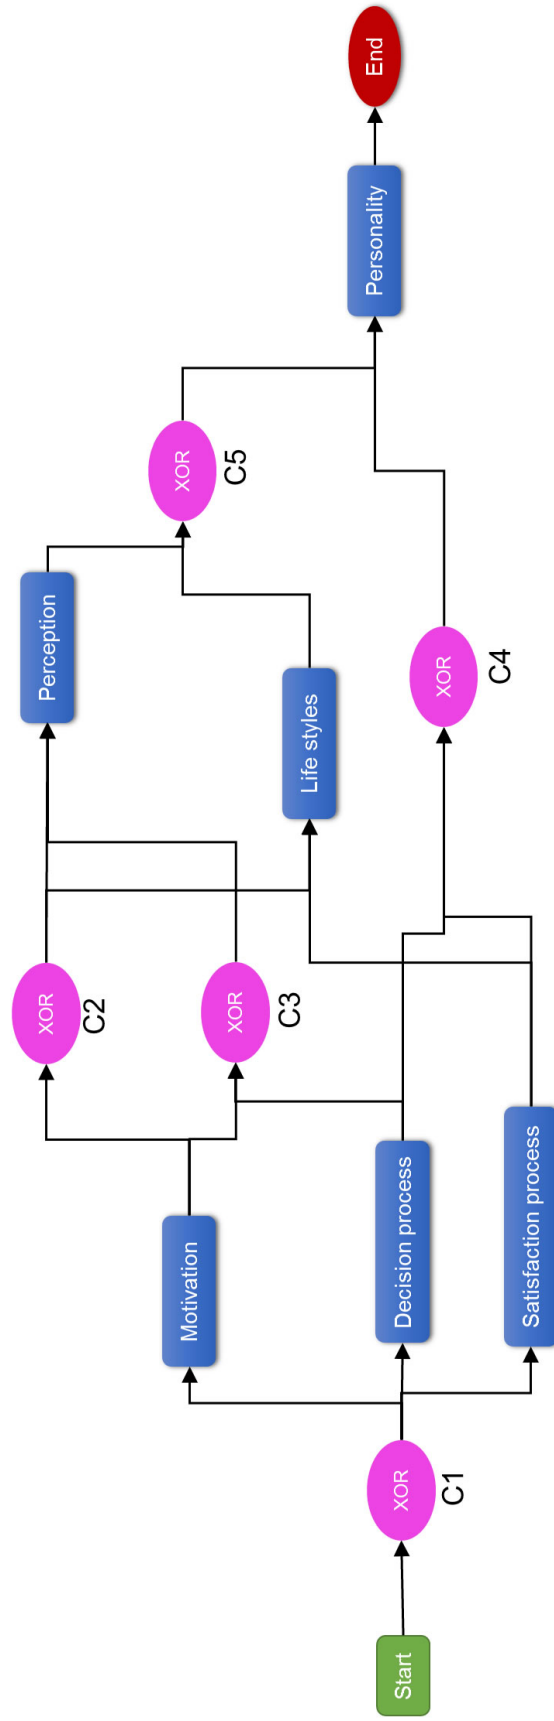 Start
XOR
C1
Motivation
Decision process
Satisfaction process
XOR
C2
XOR
C3
Perception
Life styles
XOR
C4
XOR
C5
Personality
End